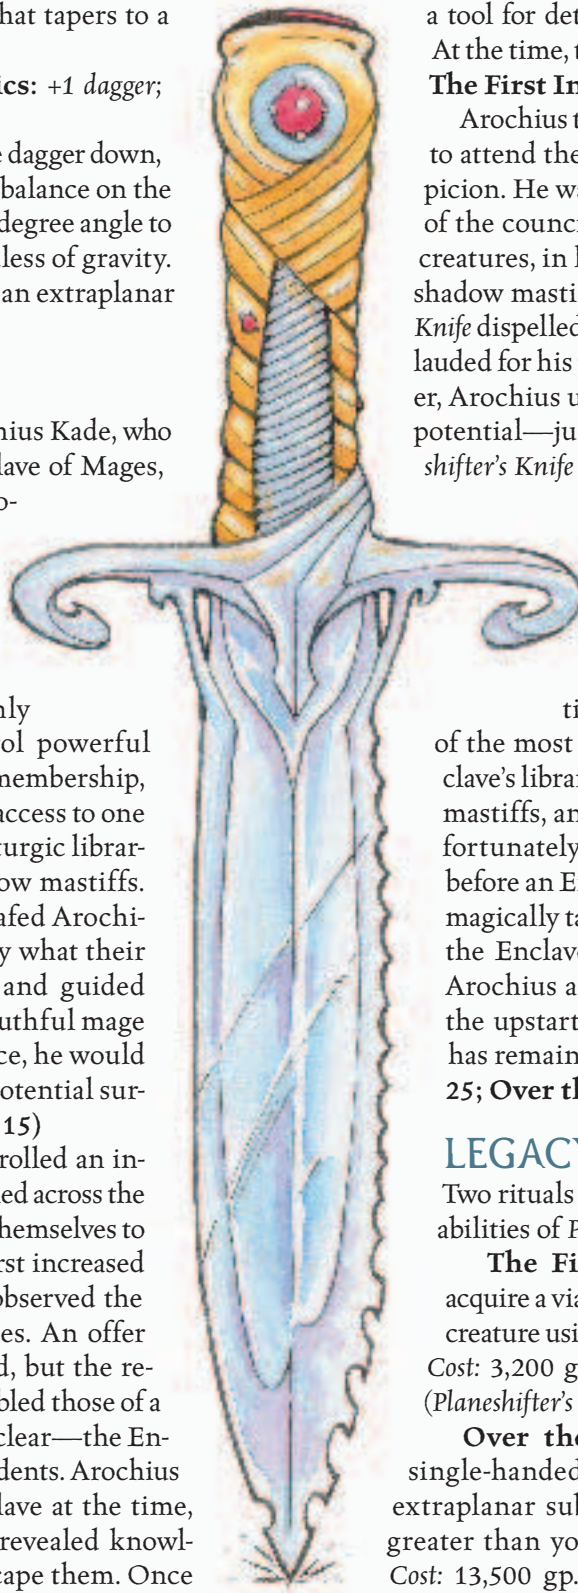 hat tapers to a
ics: +1 dagger;
e dagger down,
balance on the
degree angle to
less of gravity.
an extraplanar
nius Kade, who
lave of Mages,
o-
nly
ol powerful
membership,
access to one
turgic librar-
ow mastiffs.
afed Arochi-
y what their
and guided
uthful mage
ce, he would
otential sur-
15)
rolled an in-
ed across the
hemselves to
rst increased
observed the
es. An offer
d, but the re-
bled those of a
clear—the En-
dents. Arochius
lave at the time,
revealed knowl-
cape them. Once
a tool for det
At the time, t
The First In
Arochius t
to attend the
picion. He wa
of the counci
creatures, in h
shadow masti
Knife dispelled
lauded for his
er, Arochius u
potential—ju
shifter's Knife
ti
of the most
clave's librar
mastiffs, an
fortunately
before an E
magically ta
the Enclav
Arochius a
the upstart
has remain
25; Over th
LEGACY
Two rituals
abilities of P
The Fi
acquire a via
creature usi
Cost: 3,200 g
(Planeshifter's
Over the
single-handed
extraplanar sub
greater than yo
Cost: 13,500 gp.